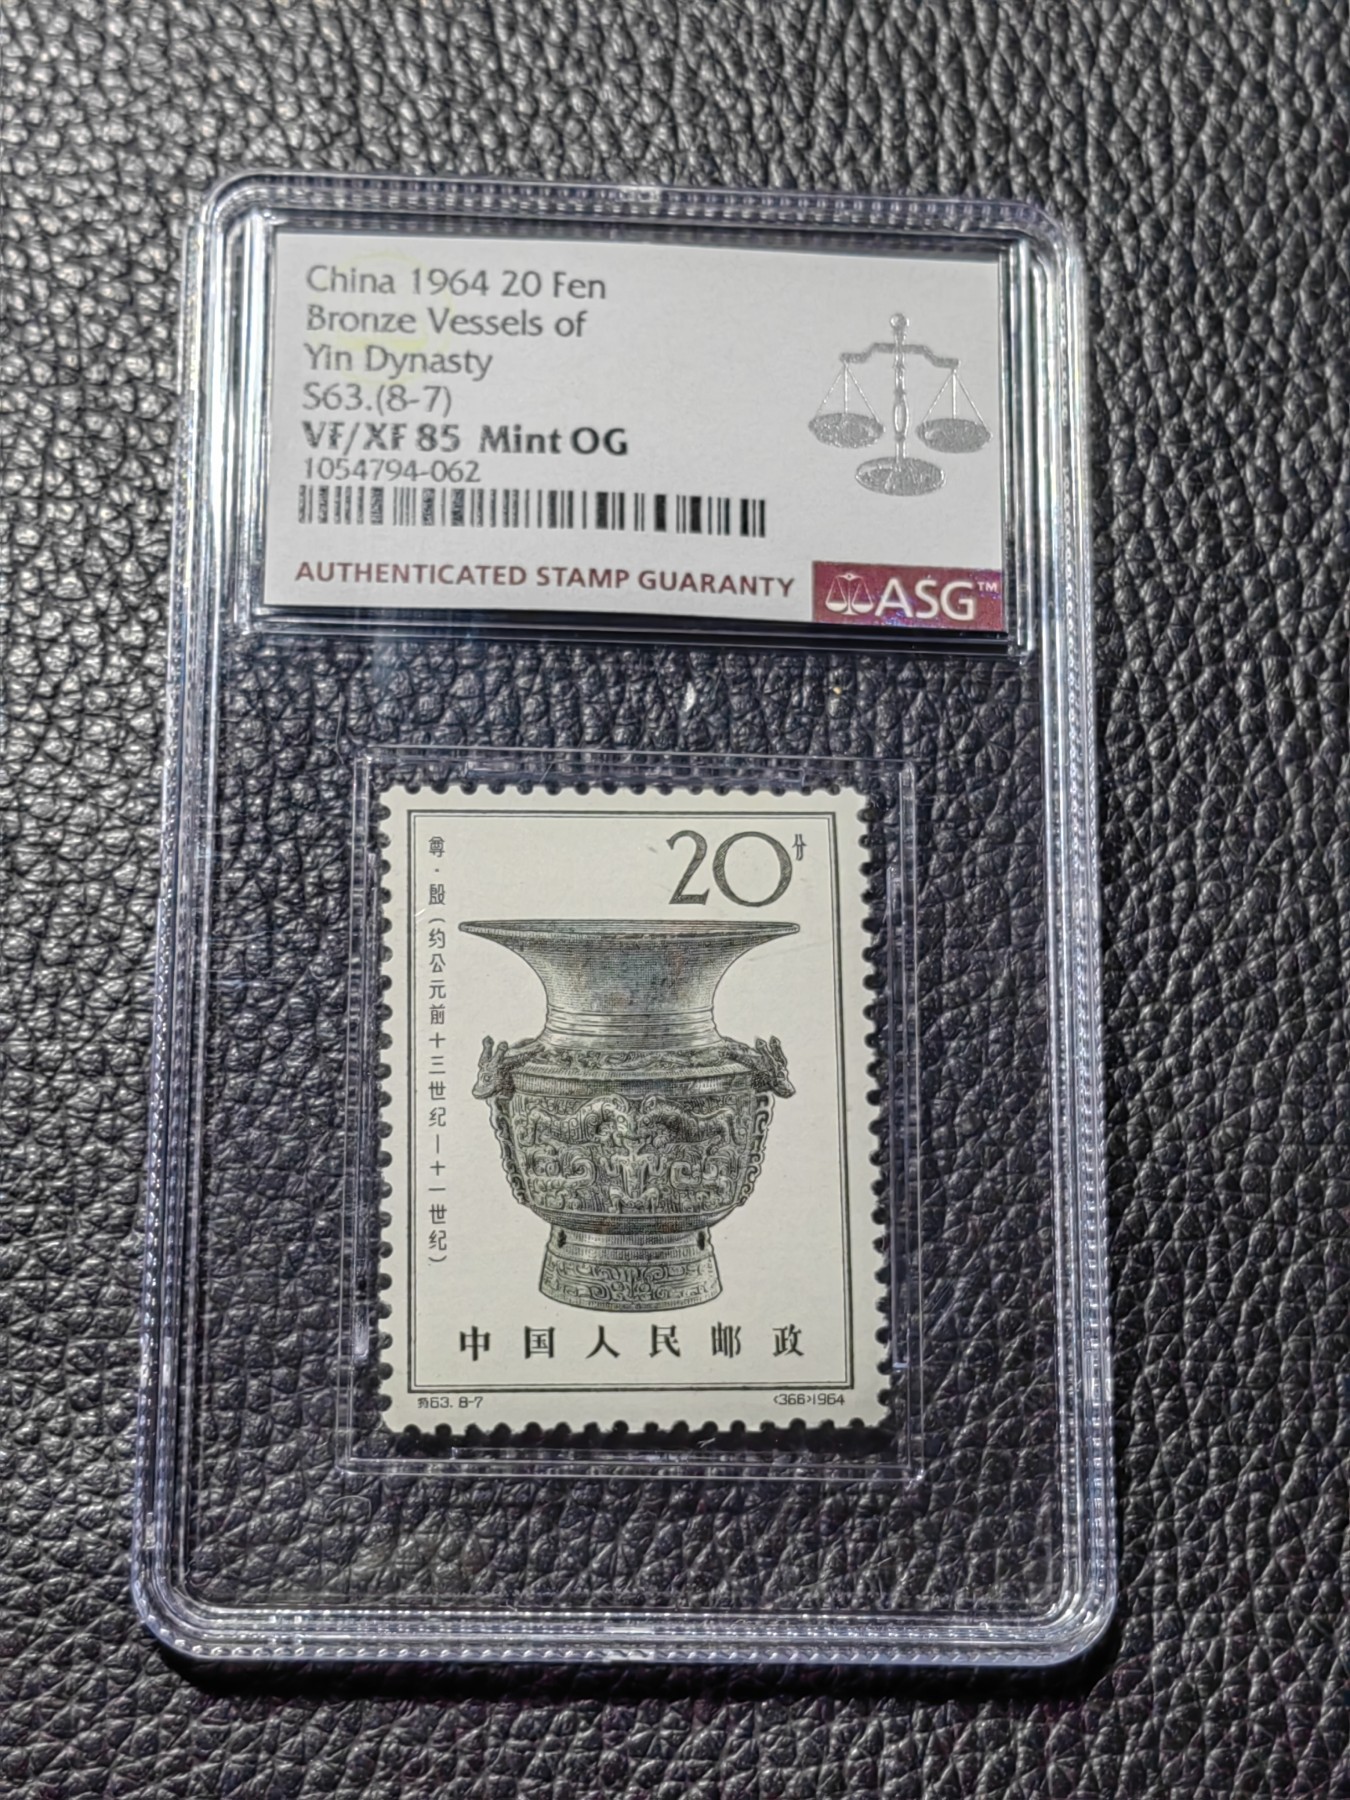 China 1964 20 Fen
Bronze Vessels of
Yin Dynasty
S63.(8-7)
VF/XF 85 Mint OG
1054794-062
AUTHENTICATED STAMP GUARANTY
ASG™
20分
尊·殷(约公元前十三世纪—十一世纪)
中国人民邮政
特63. 8-7
(366)1964